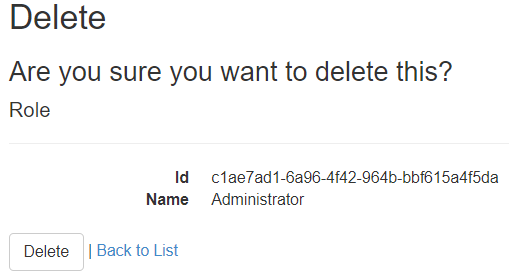 Delete
Are you sure you want to delete this?
Role
Id c1ae7ad1-6a96-4f42-964b-bbf615a4f5da
Name Administrator
Delete | Back to List